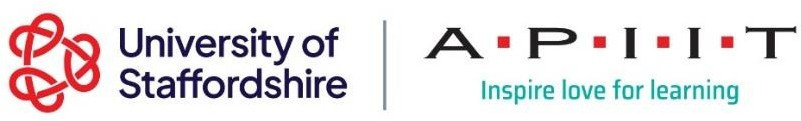 University of
Staffordshire
A·P·I·I·T
Inspire love for learning